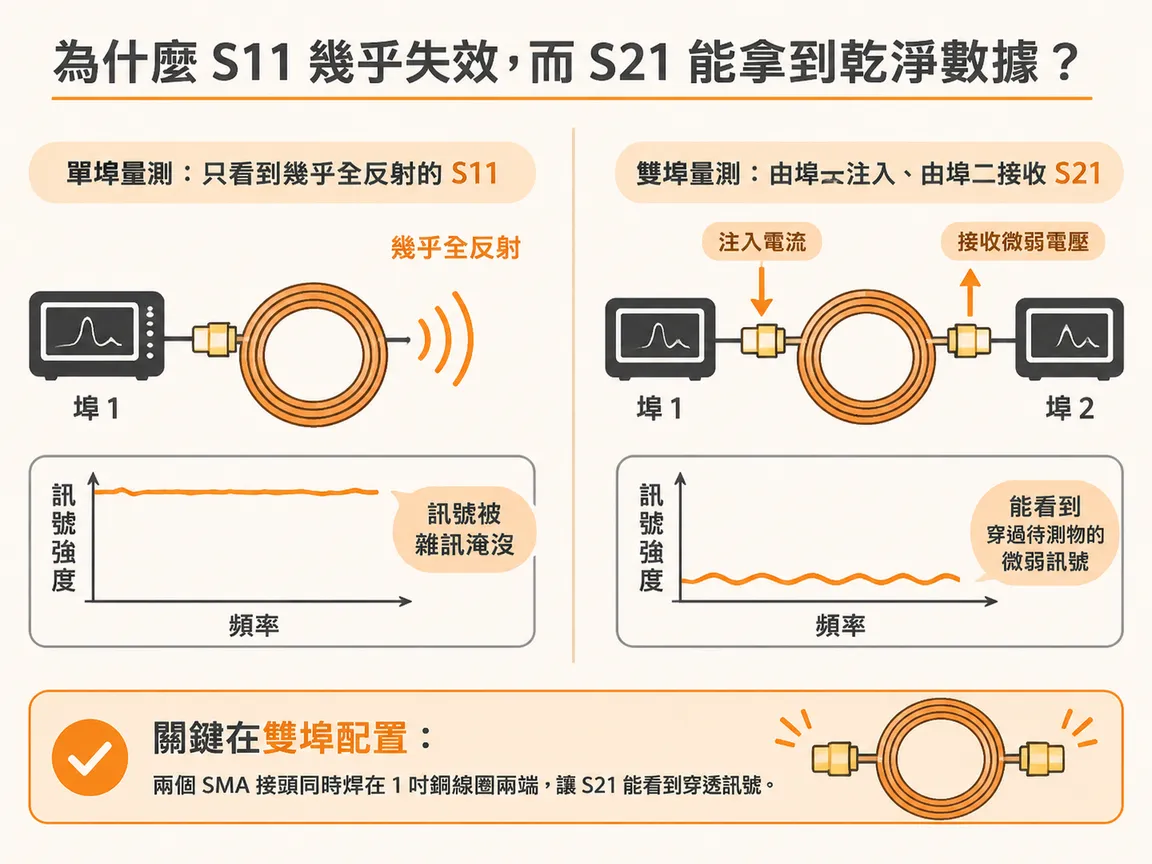 為什麼 S11 幾乎失效，而 S21 能拿到乾淨數據？
單埠量測：只看到幾乎全反射的 S11
幾乎全反射
埠 1
訊號強度
訊號被
雜訊淹沒
頻率
雙埠量測：由埠注入、由埠二接收 S21
注入電流
接收微弱電壓
埠 1
埠 2
訊號強度
能看到
穿過待測物的
微弱訊號
頻率
關鍵在雙埠配置：
兩個 SMA 接頭同時焊在 1 吋銅線圈兩端，讓 S21 能看到穿透訊號。